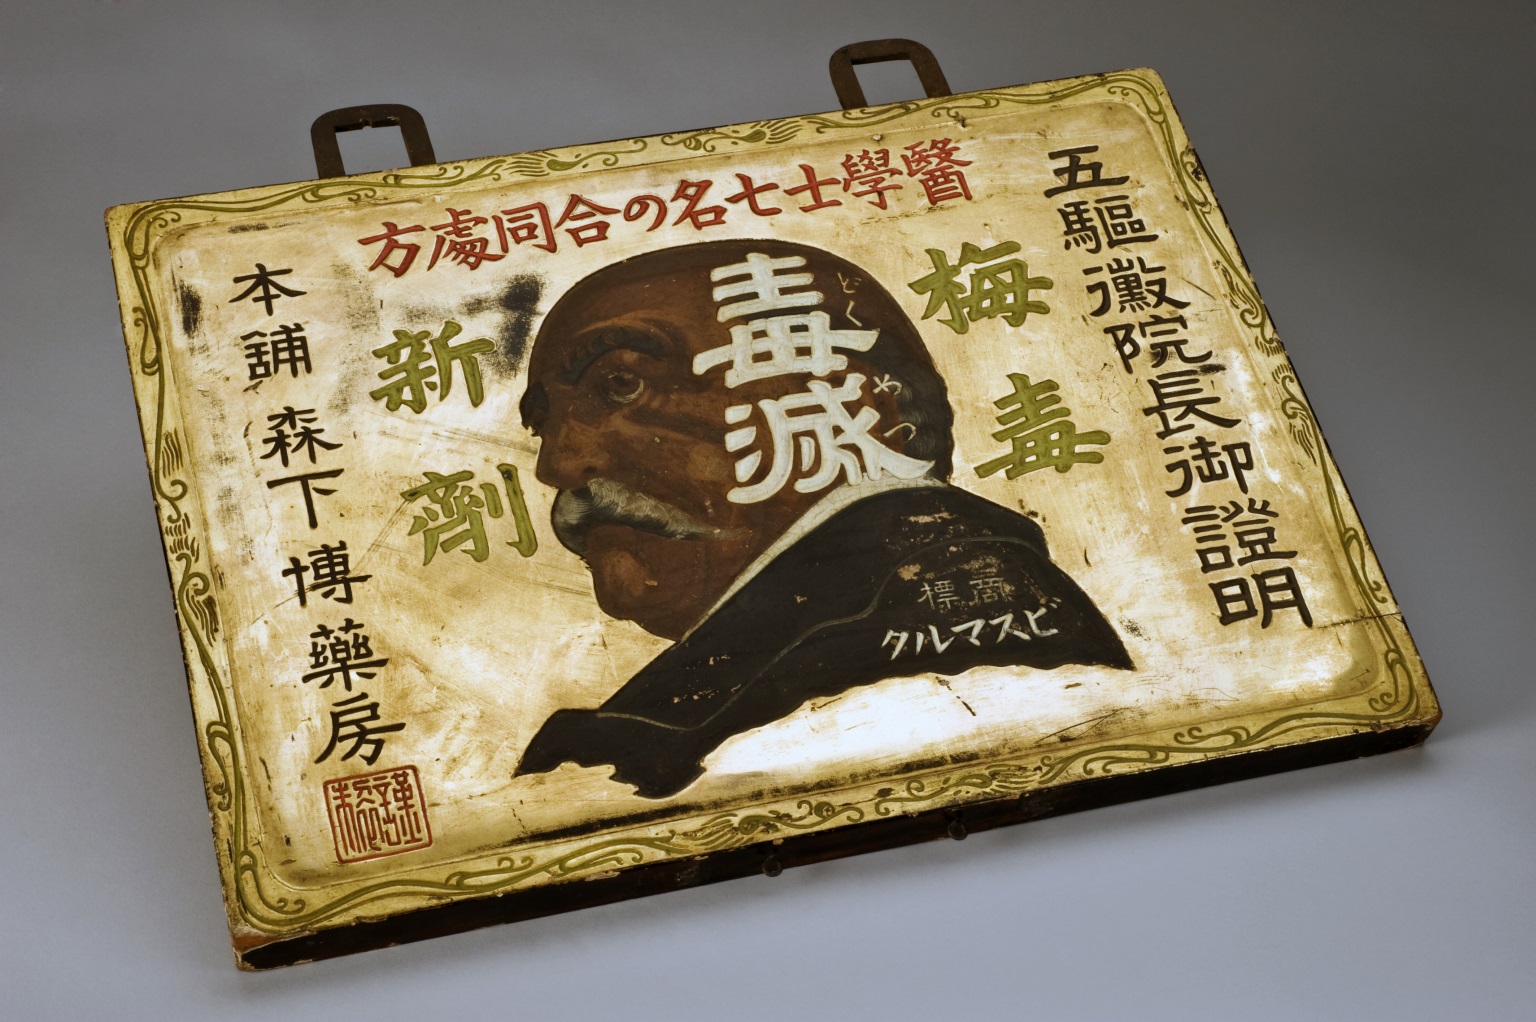 醫學士七名の合同處方
五驅黴院長御證明
梅毒
毒滅
どくめつ
新劑
商標
ビスマルタ
本舖 森下博藥房